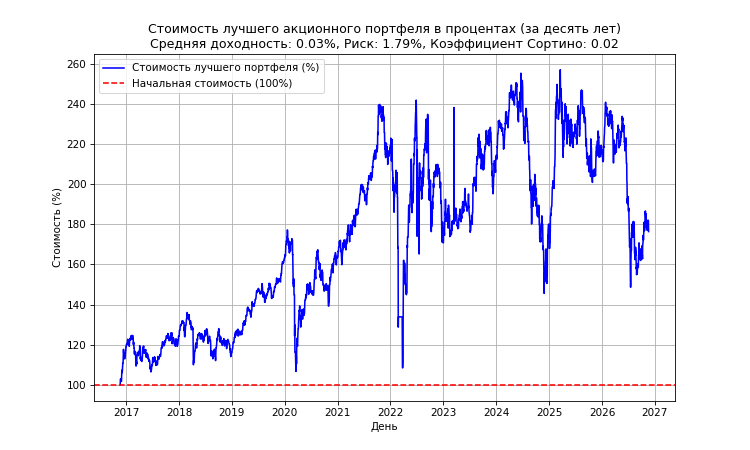 Стоимость лучшего акционного портфеля в процентах (за десять лет)
Средняя доходность: 0.03%, Риск: 1.79%, Коэффициент Сортино: 0.02
Стоимость лучшего портфеля (%)
Начальная стоимость (100%)
Стоимость (%)
260
240
220
200
180
160
140
120
100
2017 2018 2019 2020 2021 2022 2023 2024 2025 2026 2027
День